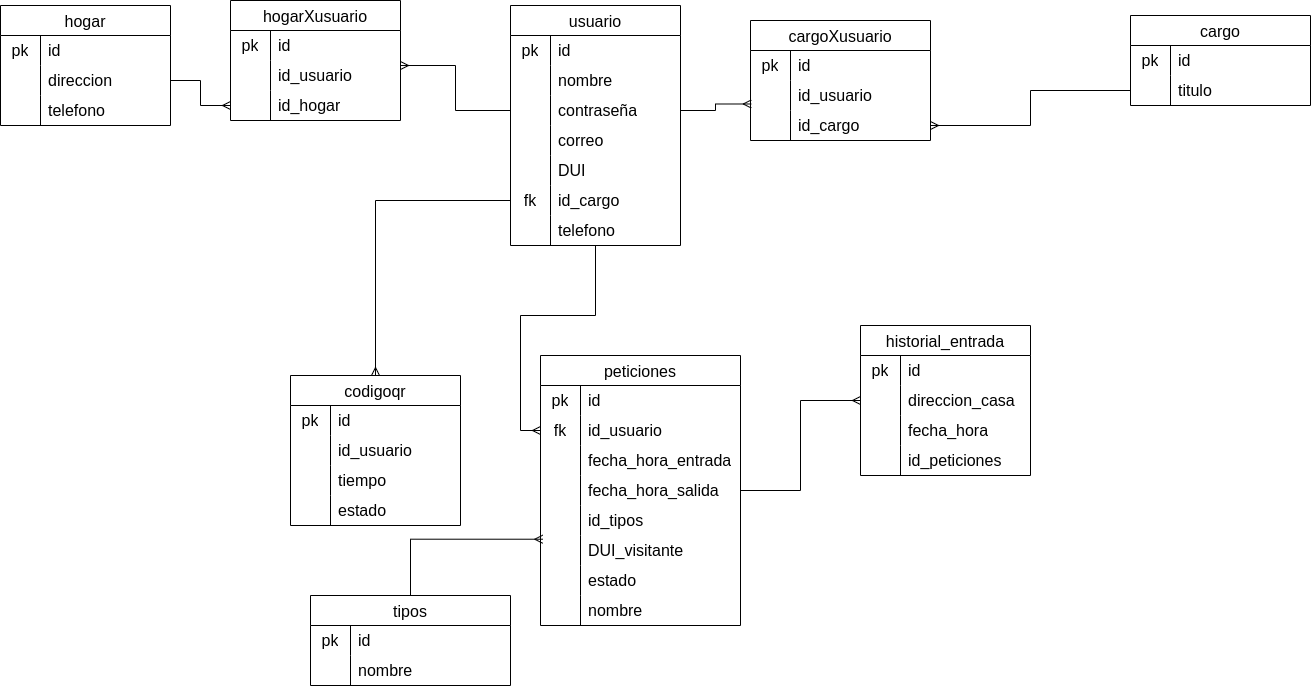 hogar
pk id
direccion
telefono
hogarXusuario
pk id
id_usuario
id_hogar
usuario
pk id
nombre
contraseña
correo
DUI
fk id_cargo
telefono
cargoXusuario
pk id
id_usuario
id_cargo
cargo
pk id
titulo
codigoqr
pk id
id_usuario
tiempo
estado
peticiones
pk id
fk id_usuario
fecha_hora_entrada
fecha_hora_salida
id_tipos
DUI_visitante
estado
nombre
historial_entrada
pk id
direccion_casa
fecha_hora
id_peticiones
tipos
pk id
nombre